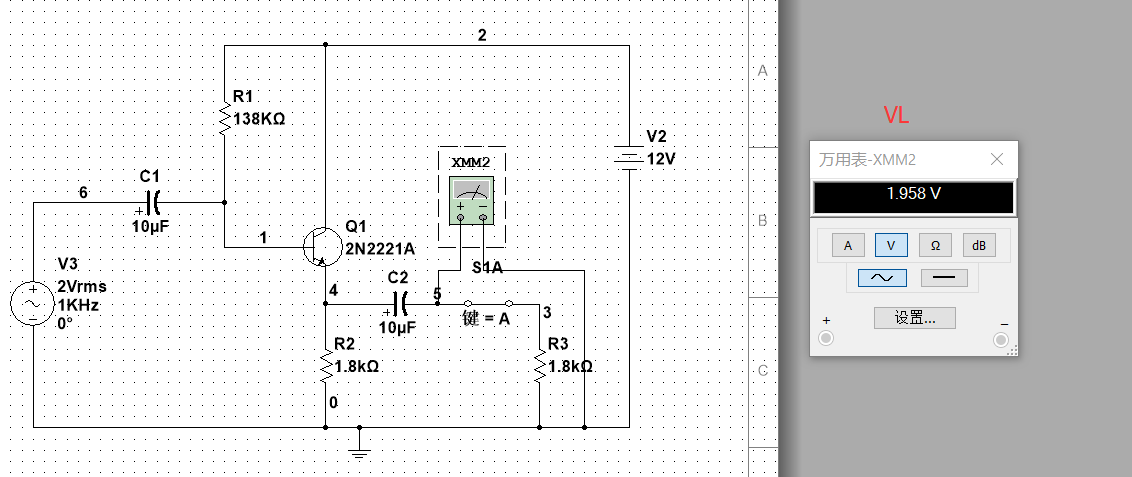 2
A
R1
138KΩ
VL
V2
12V
万用表-XMM2
XMM2
1.958 V
C1
6
+
10μF
+ −
B
Q1
2N2221A
1
A
V
Ω
dB
V3
2Vrms
1KHz
0°
+
−
S1A
C2
4
5
+
10μF
键 = A
3
设置...
+
−
R2
1.8kΩ
R3
1.8kΩ
C
0